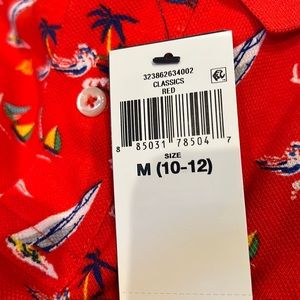 323862634002
CLASSICS
RED
8 85031 78504 7
SIZE
M (10-12)